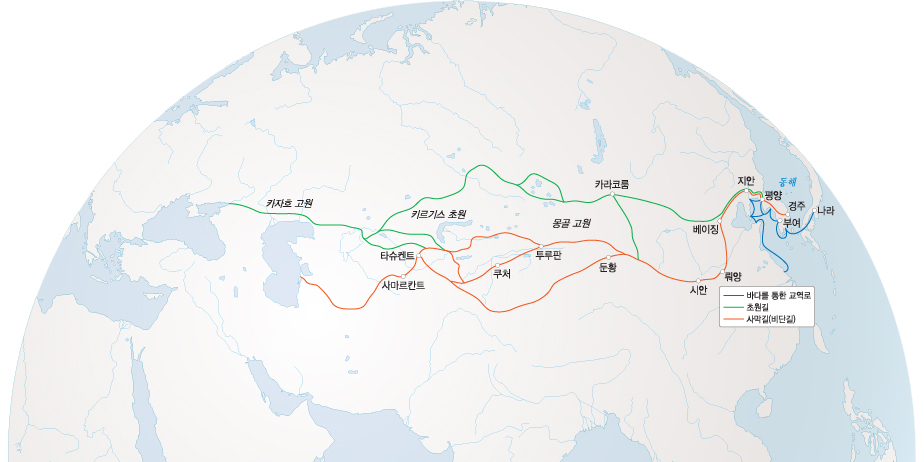 카자흐 고원
키르기스 초원
몽골 고원
카라코룸
지안
동해
평양
경주
나라
부여
베이징
타슈켄트
사마르칸트
쿠처
투루판
둔황
시안
뤄양
바다를 통한 교역로
초원길
사막길(비단길)